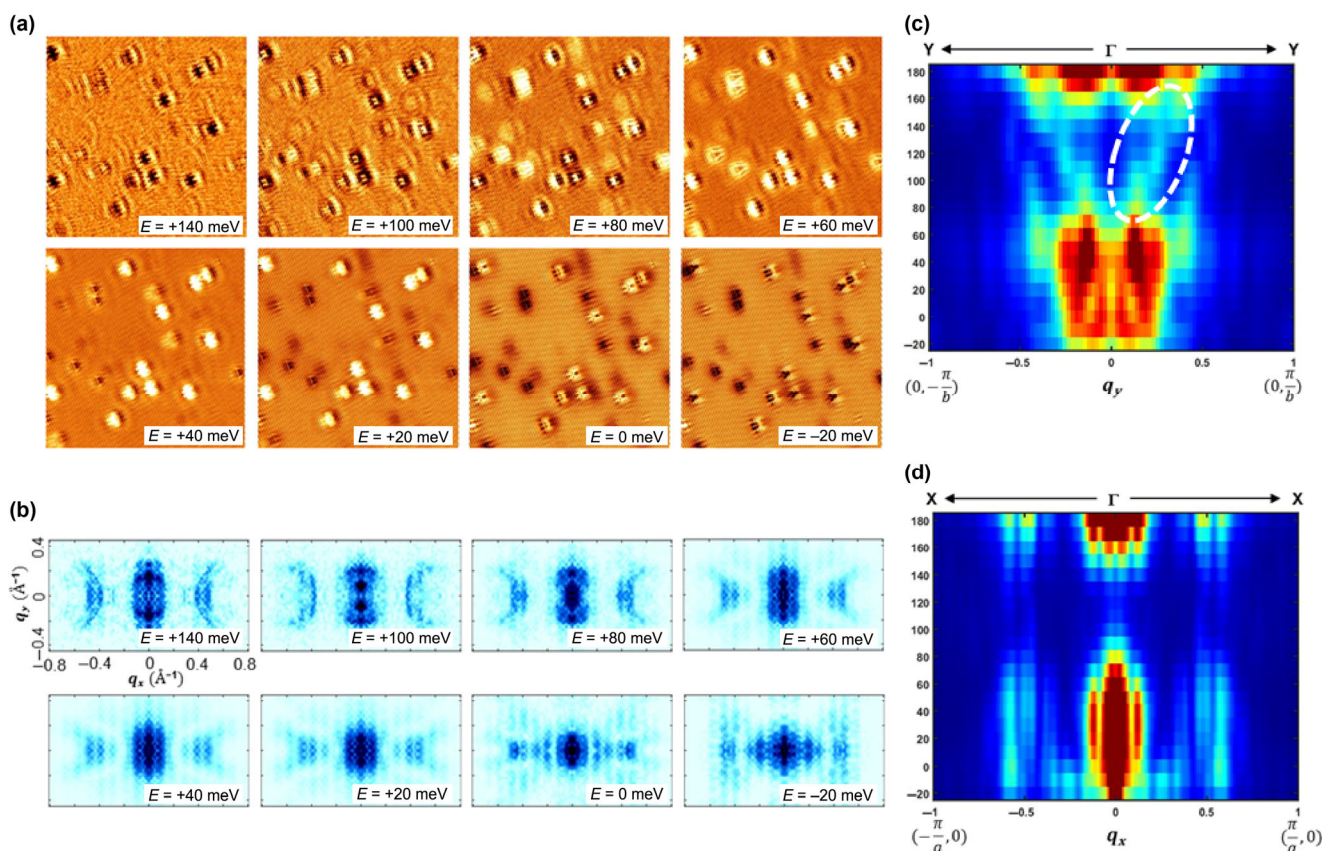 (a)
E = +140 meV
E = +100 meV
E = +80 meV
E = +60 meV
E = +40 meV
E = +20 meV
E = 0 meV
E = –20 meV
(b)
0.4
0
–0.4
q_y (Å⁻¹)
–0.8 –0.4 0 0.4 0.8
q_x (Å⁻¹)
E = +140 meV
E = +100 meV
E = +80 meV
E = +60 meV
E = +40 meV
E = +20 meV
E = 0 meV
E = –20 meV
(c)
Y Γ Y
180
160
140
120
100
80
60
40
20
0
–20
–1 –0.5 0 0.5 1
(0,–π/b) q_y (0,π/b)
(d)
X Γ X
180
160
140
120
100
80
60
40
20
0
–20
–1 –0.5 0 0.5 1
(–π/a,0) q_x (π/a,0)